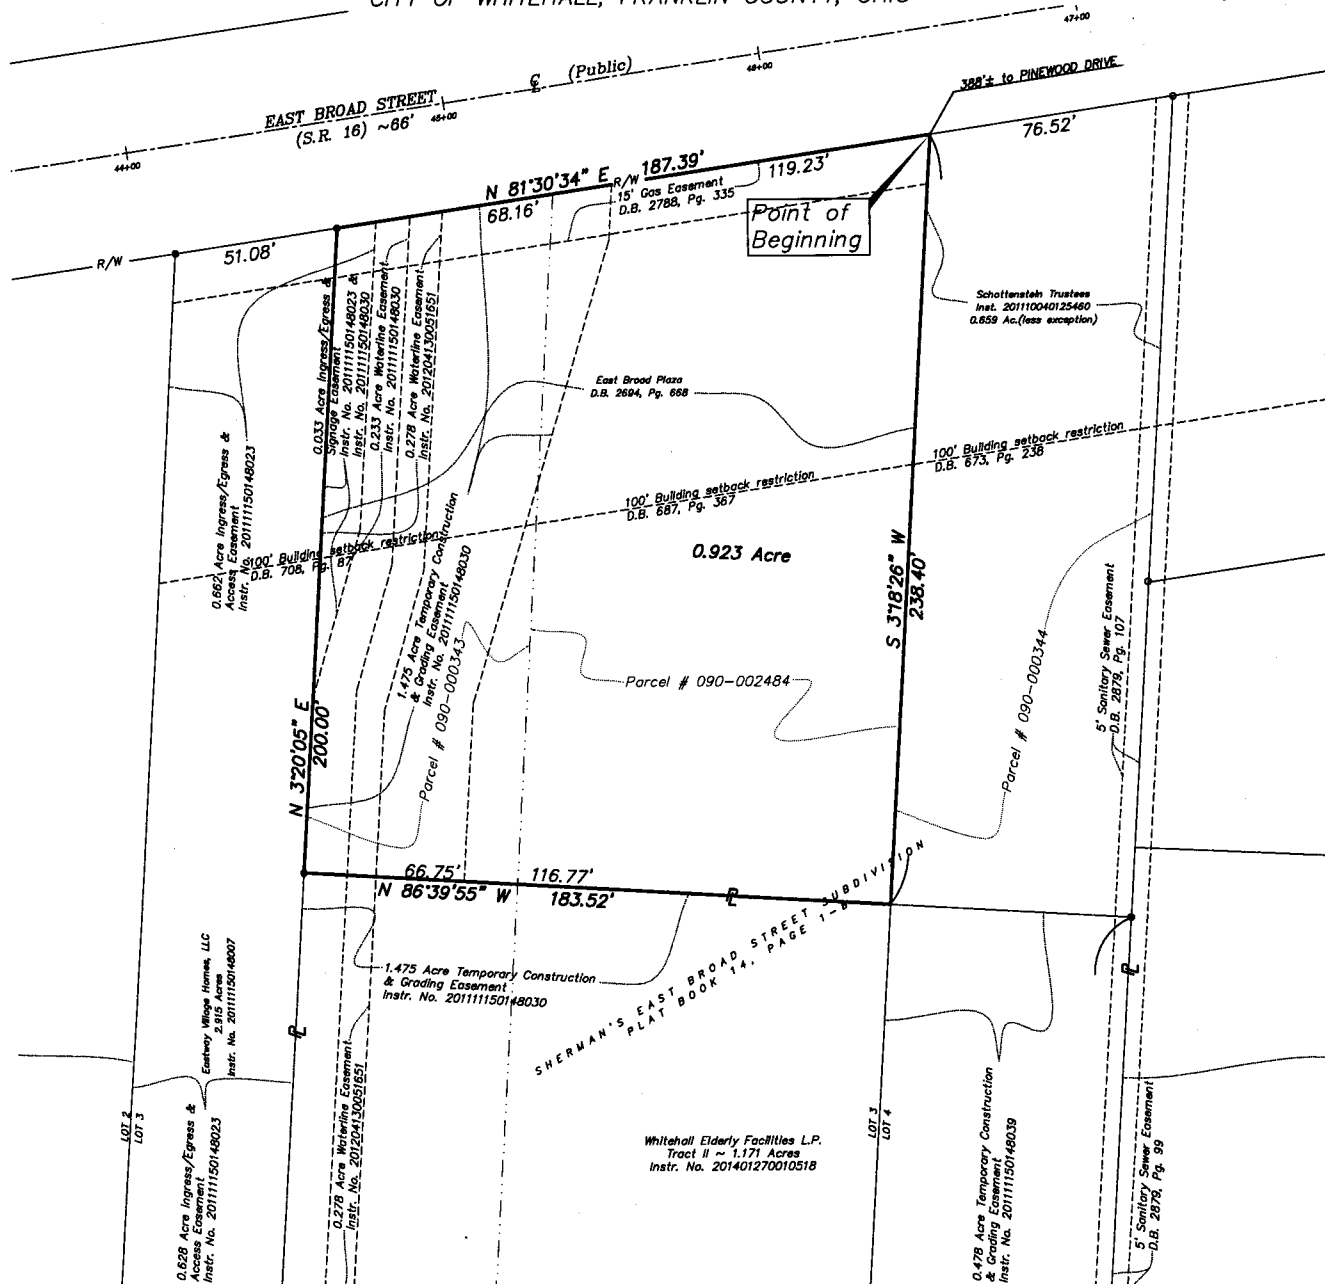 CITY OF WHITEHALL, FRANKLIN COUNTY, OHIO
47+00
℄ (Public)
46+00
388'± to PINEWOOD DRIVE
EAST BROAD STREET
(S.R. 16) ~66'
45+00
44+00
76.52'
N 81°30'34" E
R/W
187.39'
119.23'
15' Gas Easement
D.B. 2788, Pg. 335
68.16'
Point of
Beginning
51.08'
R/W
Schottenstein Trustees
Inst. 201110040125460
0.659 Ac.(less exception)
0.033 Acre Ingress/Egress &
Signage Easement
Instr. No. 201111150148023 &
Instr. No. 201111150148030
0.233 Acre Waterline Easement
Instr. No. 201111150148030
0.278 Acre Waterline Easement
Instr. No. 201204130051651
East Broad Plaza
D.B. 2694, Pg. 668
0.662 Acre Ingress/Egress &
Access Easement
Instr. No. 201111150148023
100' Building setback restriction
D.B. 673, Pg. 238
100' Building setback restriction
D.B. 687, Pg. 367
100' Building setback restriction
D.B. 708, Pg. 87
0.923 Acre
1.475 Acre Temporary Construction
& Grading Easement
Instr. No. 201111150148030
S 3°18'26" W
238.40'
5' Sanitary Sewer Easement
D.B. 2879, Pg. 107
Parcel # 090-000343
Parcel # 090-002484
Parcel # 090-000344
N 3°20'05" E
200.00'
66.75'
116.77'
N 86°39'55" W
183.52'
SHERMAN'S EAST BROAD STREET SUBDIVISION
PLAT BOOK 14, PAGE 1-B
1.475 Acre Temporary Construction
& Grading Easement
Instr. No. 201111150148030
Eastway Village Homes, LLC
2.915 Acres
Instr. No. 201111150148007
0.278 Acre Waterline Easement
Instr. No. 201204130051651
0.628 Acre Ingress/Egress &
Access Easement
Instr. No. 201111150148023
LOT 2
LOT 3
Whitehall Elderly Facilities L.P.
Tract II ~ 1.171 Acres
Instr. No. 201401270010518
LOT 3
LOT 4
0.478 Acre Temporary Construction
& Grading Easement
Instr. No. 201111150148039
5' Sanitary Sewer Easement
D.B. 2879, Pg. 99